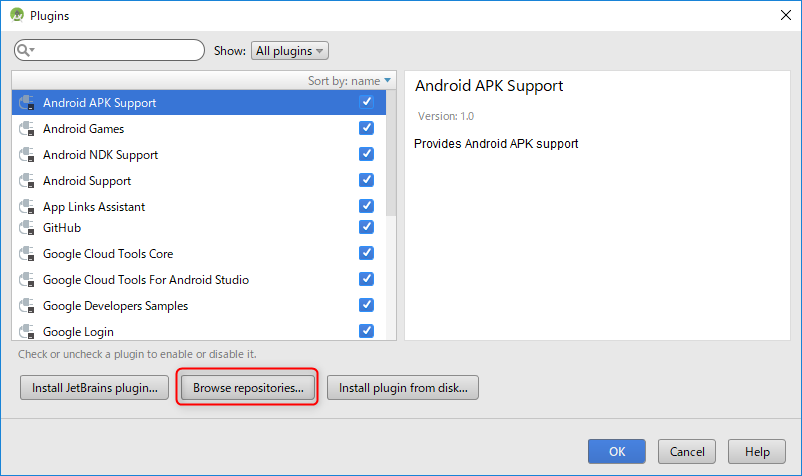 Plugins
Show: All plugins
Sort by: name
Android APK Support
Android Games
Android NDK Support
Android Support
App Links Assistant
GitHub
Google Cloud Tools Core
Google Cloud Tools For Android Studio
Google Developers Samples
Google Login
Android APK Support
Version: 1.0
Provides Android APK support
Check or uncheck a plugin to enable or disable it.
Install JetBrains plugin... Browse repositories... Install plugin from disk...
OK Cancel Help